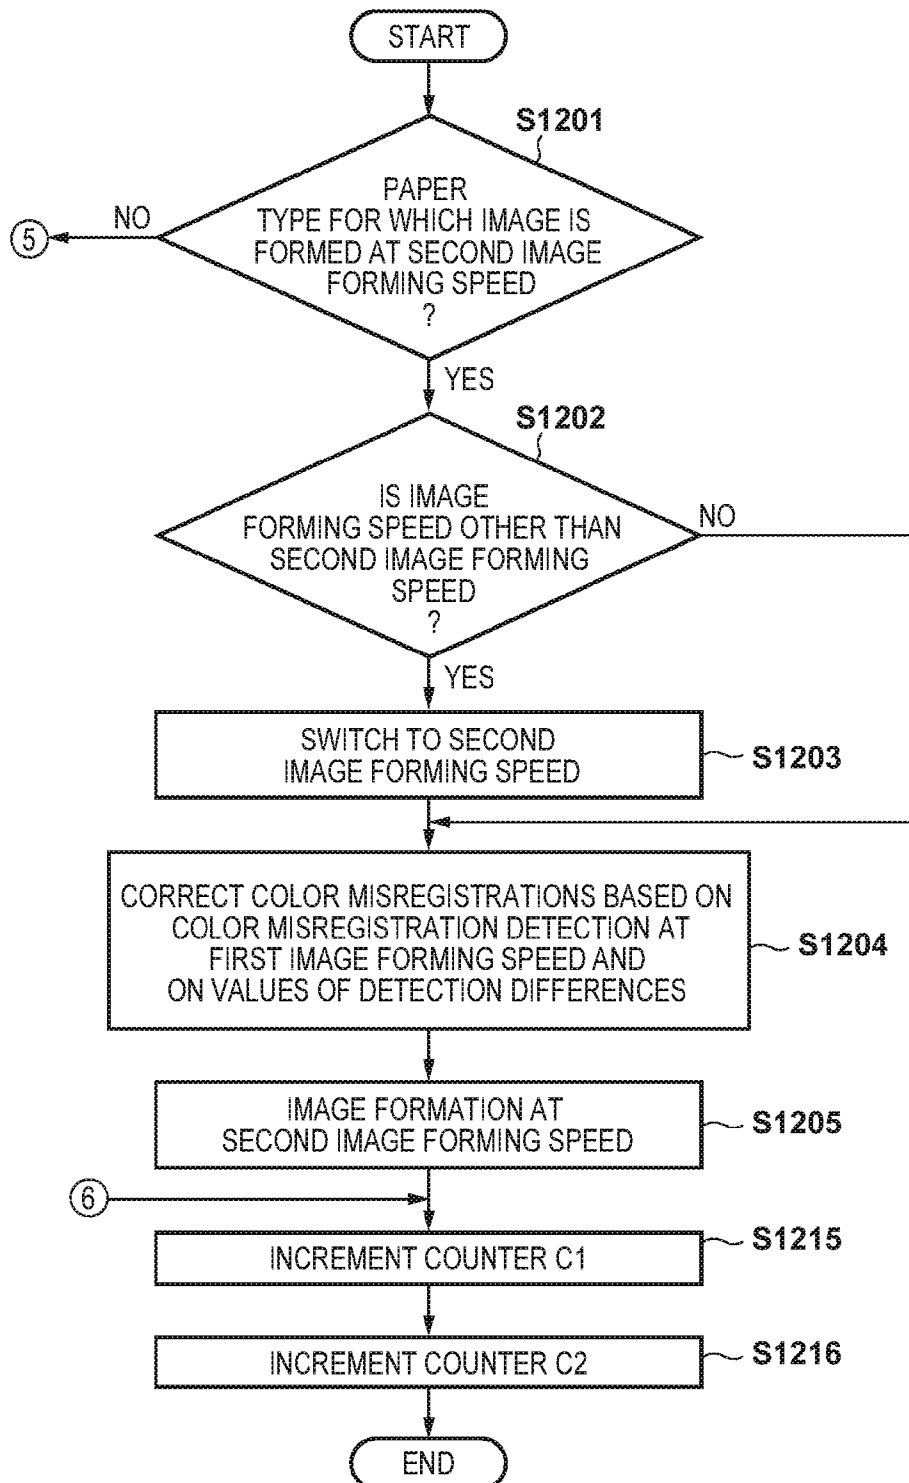 START
S1201
PAPER
TYPE FOR WHICH IMAGE IS
FORMED AT SECOND IMAGE
FORMING SPEED
?
NO
5
YES
S1202
IS IMAGE
FORMING SPEED OTHER THAN
SECOND IMAGE FORMING
SPEED
?
NO
YES
SWITCH TO SECOND
IMAGE FORMING SPEED
S1203
CORRECT COLOR MISREGISTRATIONS BASED ON
COLOR MISREGISTRATION DETECTION AT
FIRST IMAGE FORMING SPEED AND
ON VALUES OF DETECTION DIFFERENCES
S1204
IMAGE FORMATION AT
SECOND IMAGE FORMING SPEED
S1205
6
INCREMENT COUNTER C1
S1215
INCREMENT COUNTER C2
S1216
END